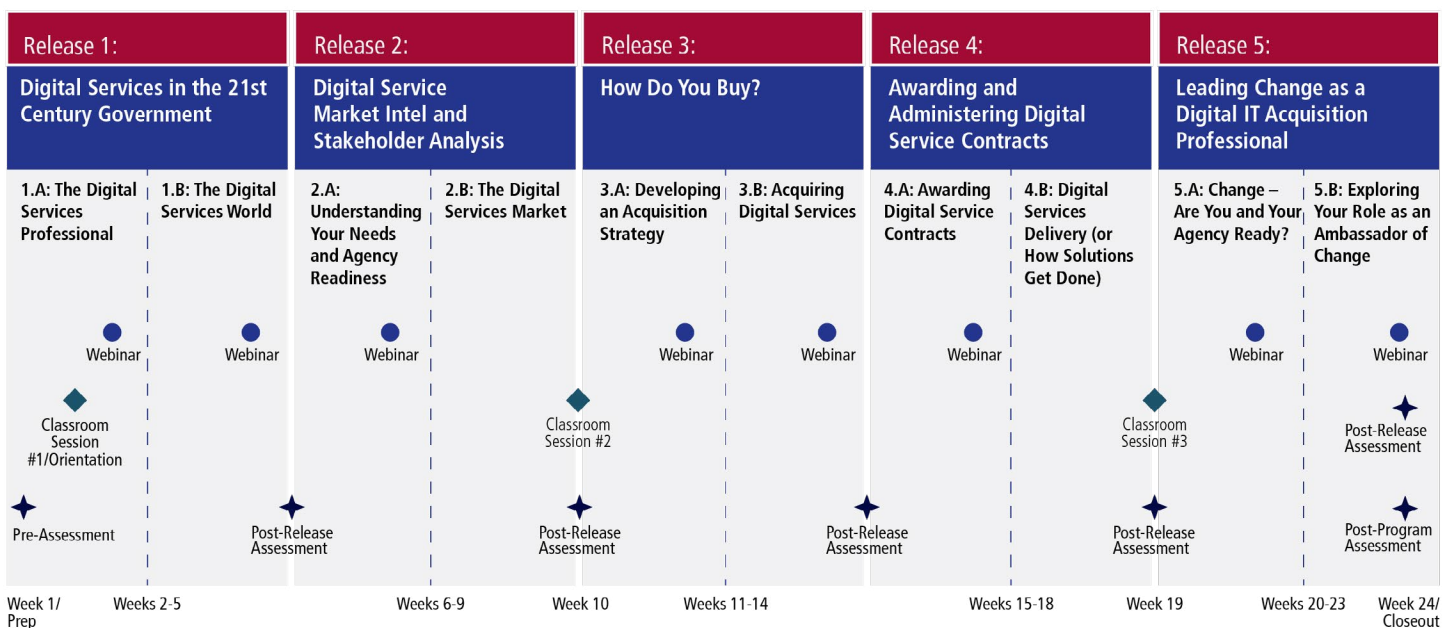 Release 1:
Release 2:
Release 3:
Release 4:
Release 5:
Digital Services in the 21st
Century Government
Digital Service
Market Intel and
Stakeholder Analysis
How Do You Buy?
Awarding and
Administering Digital
Service Contracts
Leading Change as a
Digital IT Acquisition
Professional
1.A: The Digital
Services
Professional
1.B: The Digital
Services World
2.A:
Understanding
Your Needs
and Agency
Readiness
2.B: The Digital
Services Market
3.A: Developing
an Acquisition
Strategy
3.B: Acquiring
Digital Services
4.A: Awarding
Digital Service
Contracts
4.B: Digital
Services
Delivery (or
How Solutions
Get Done)
5.A: Change –
Are You and Your
Agency Ready?
5.B: Exploring
Your Role as an
Ambassador of
Change
Webinar
Webinar
Webinar
Webinar
Webinar
Webinar
Webinar
Webinar
Classroom
Session
#1/Orientation
Classroom
Session #2
Classroom
Session #3
Post-Release
Assessment
Pre-Assessment
Post-Release
Assessment
Post-Release
Assessment
Post-Release
Assessment
Post-Release
Assessment
Post-Program
Assessment
Week 1/
Prep
Weeks 2-5
Weeks 6-9
Week 10
Weeks 11-14
Weeks 15-18
Week 19
Weeks 20-23
Week 24/
Closeout